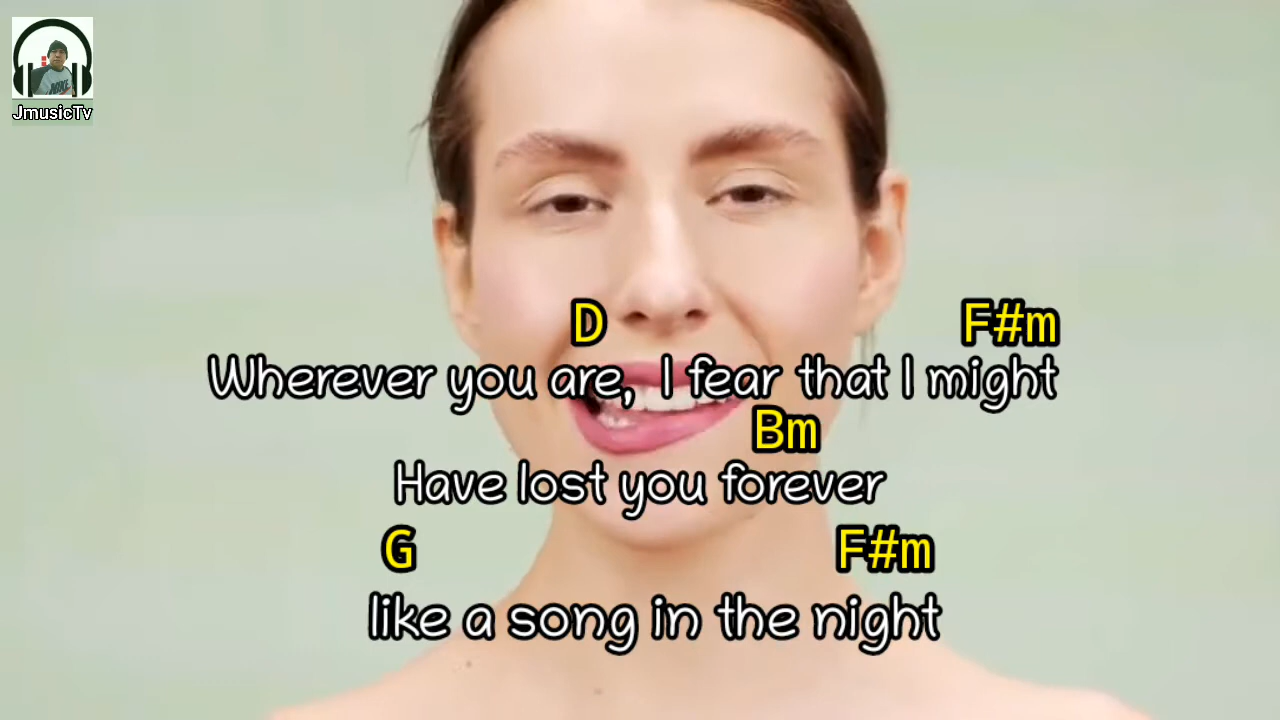 JmusicTv
D F#m
Wherever you are, I fear that I might
Bm
Have lost you forever
G F#m
like a song in the night